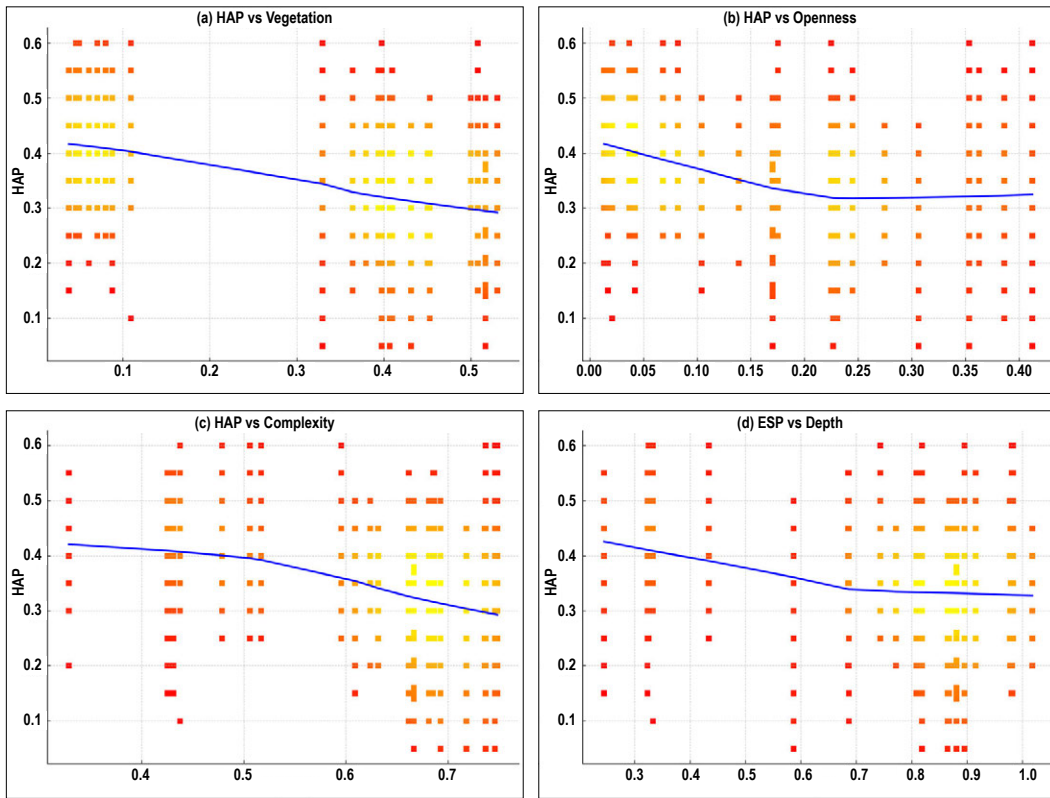 (a) HAP vs Vegetation
0.6
0.5
0.4
0.3
0.2
0.1
HAP
0.1 0.2 0.3 0.4 0.5
(b) HAP vs Openness
0.6
0.5
0.4
0.3
0.2
0.1
HAP
0.00 0.05 0.10 0.15 0.20 0.25 0.30 0.35 0.40
(c) HAP vs Complexity
0.6
0.5
0.4
0.3
0.2
0.1
HAP
0.4 0.5 0.6 0.7
(d) ESP vs Depth
0.6
0.5
0.4
0.3
0.2
0.1
HAP
0.3 0.4 0.5 0.6 0.7 0.8 0.9 1.0